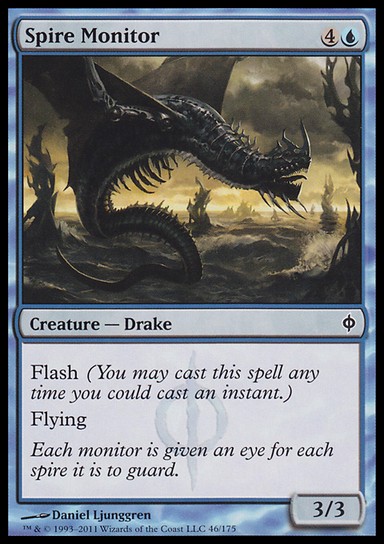 Spire Monitor 4
Creature — Drake
Flash (You may cast this spell any
time you could cast an instant.)
Flying
Each monitor is given an eye for each
spire it is to guard.
Daniel Ljunggren
3/3
™ & © 1993–2011 Wizards of the Coast LLC 46/175